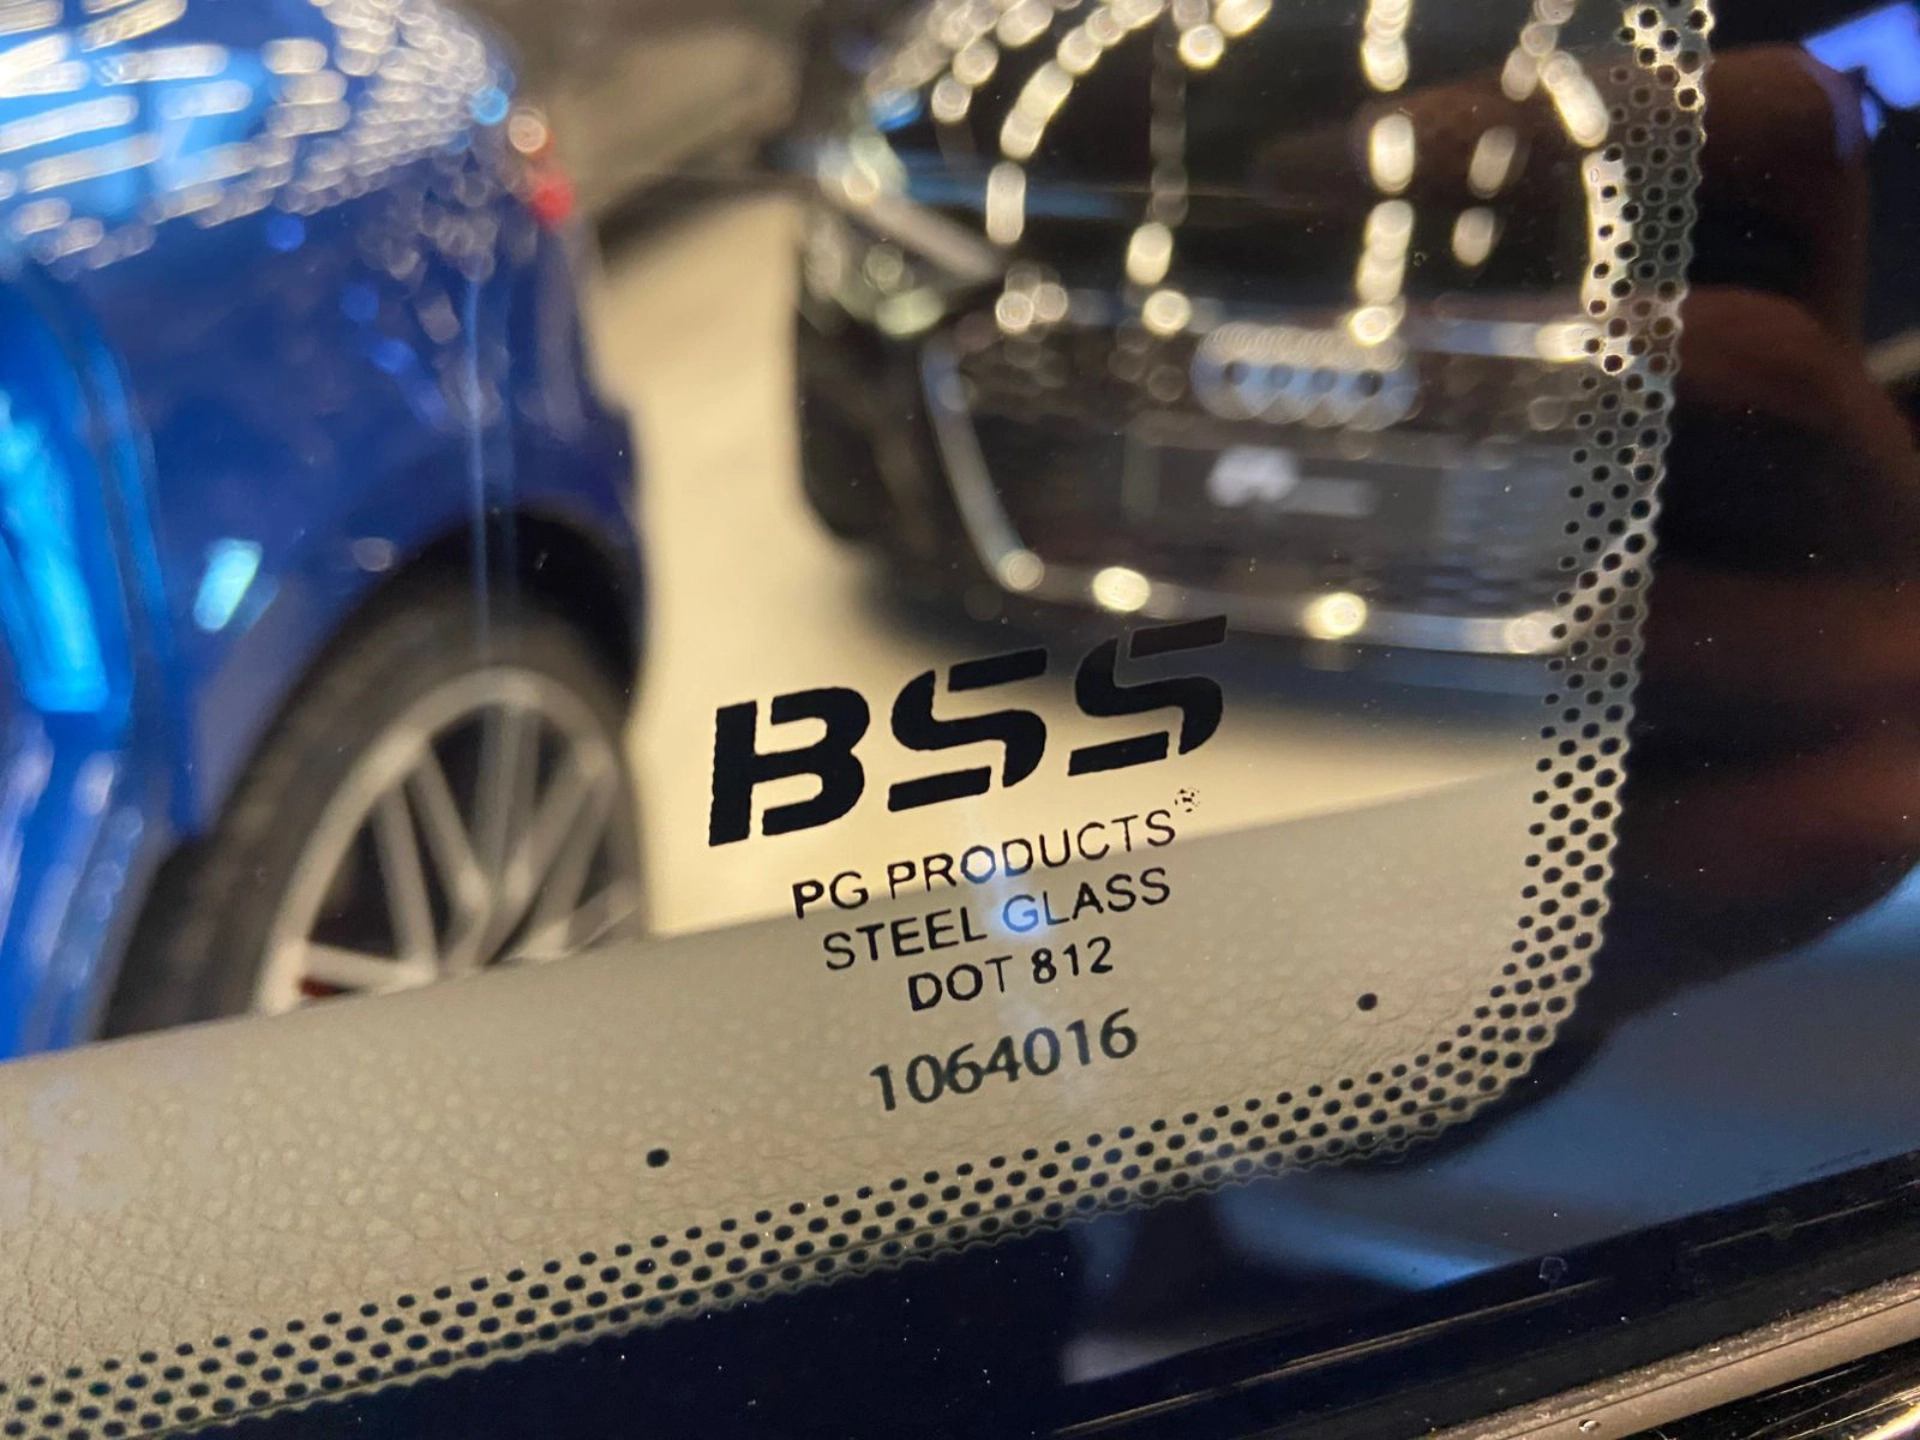 BSS
PG PRODUCTS®
STEEL GLASS
DOT 812
1064016